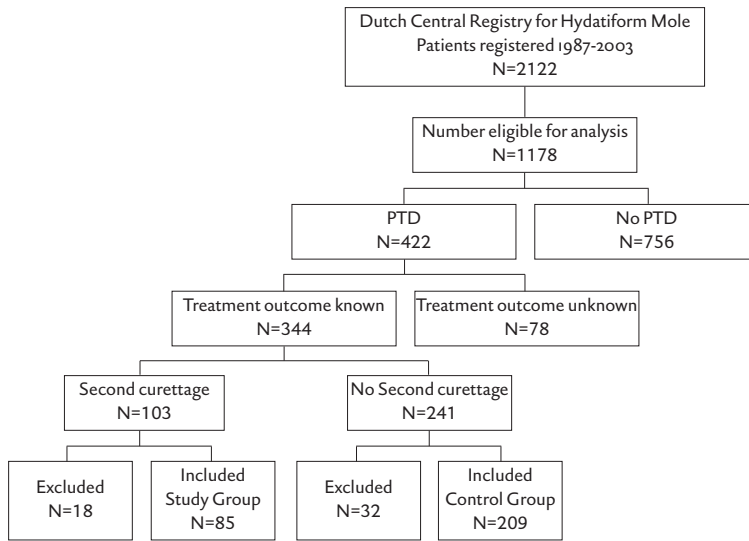 Dutch Central Registry for Hydatiform Mole
Patients registered 1987-2003
N=2122
Number eligible for analysis
N=1178
PTD
N=422
No PTD
N=756
Treatment outcome known
N=344
Treatment outcome unknown
N=78
Second curettage
N=103
No Second curettage
N=241
Excluded
N=18
Included
Study Group
N=85
Excluded
N=32
Included
Control Group
N=209